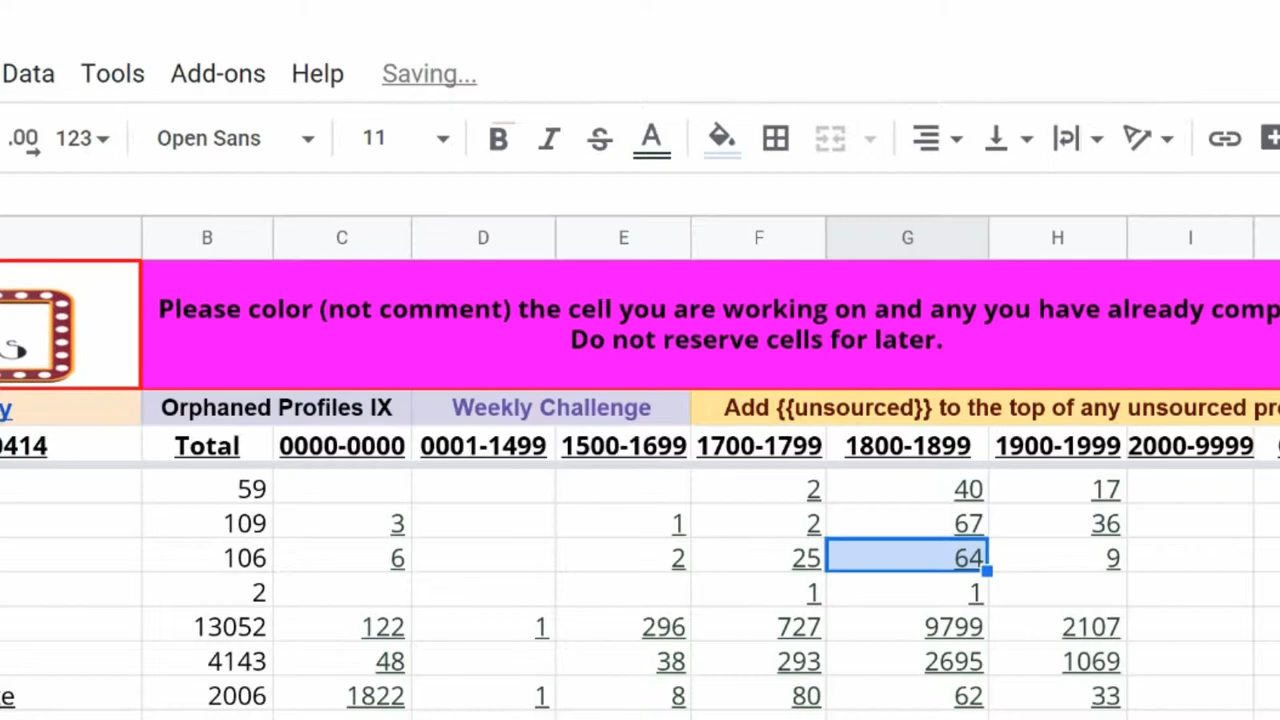 Data Tools Add-ons Help Saving...
.00 123 Open Sans 11 B I S A
B C D E F G H I
Please color (not comment) the cell you are working on and any you have already comp
Do not reserve cells for later.
S
y Orphaned Profiles IX Weekly Challenge Add {{unsourced}} to the top of any unsourced pr
0414 Total 0000-0000 0001-1499 1500-1699 1700-1799 1800-1899 1900-1999 2000-9999
59 2 40 17
109 3 1 2 67 36
106 6 2 25 64 9
2 1 1
13052 122 1 296 727 9799 2107
4143 48 38 293 2695 1069
2006 1822 1 8 80 62 33